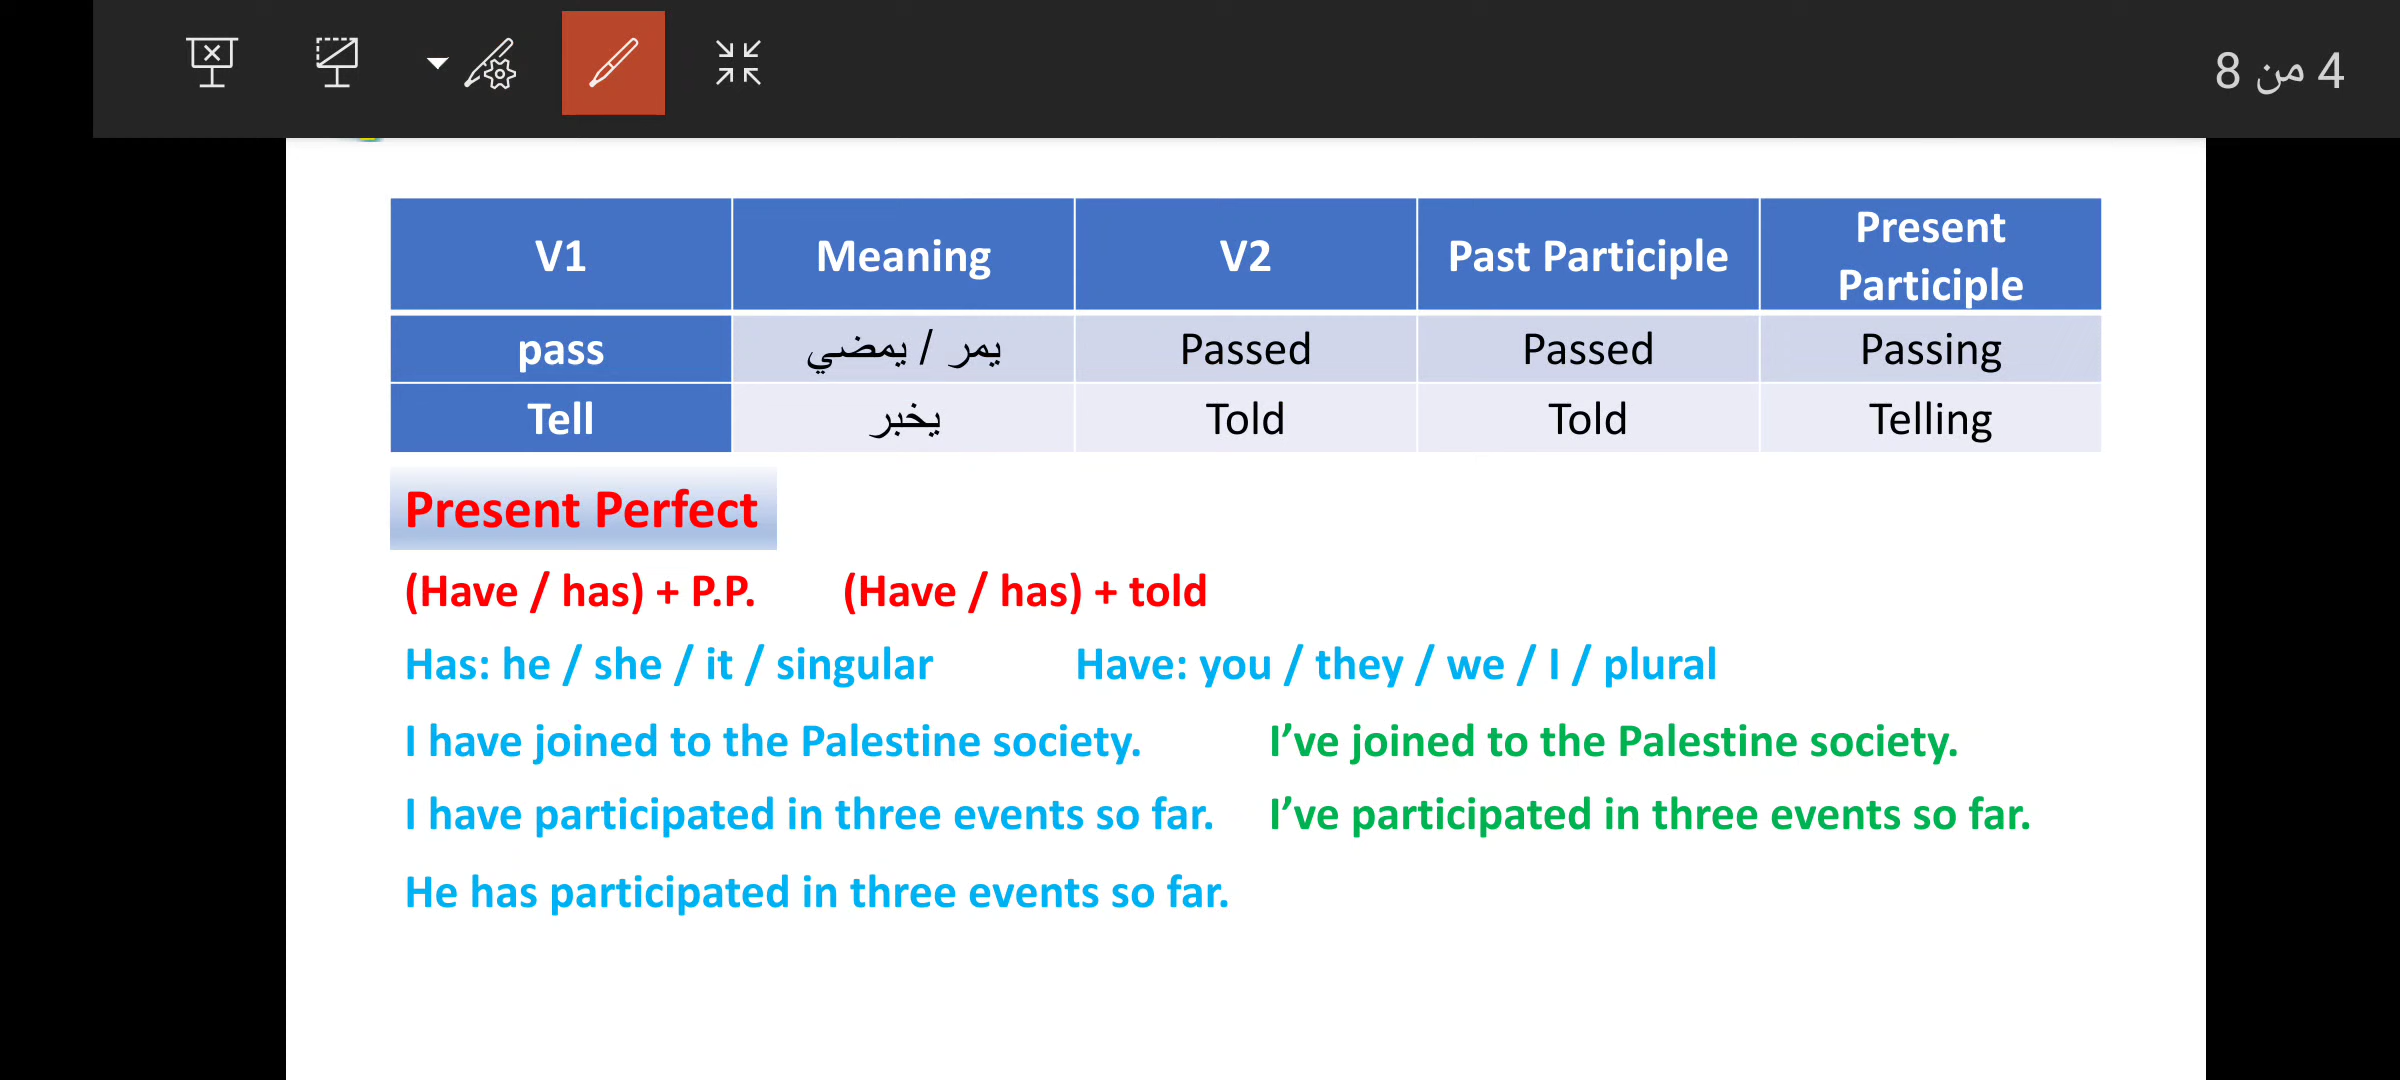 4 من 8
V1 Meaning V2 Past Participle Present Participle
pass يمر / يمضي Passed Passed Passing
Tell يخبر Told Told Telling
Present Perfect
(Have / has) + P.P. (Have / has) + told
Has: he / she / it / singular Have: you / they / we / I / plural
I have joined to the Palestine society. I’ve joined to the Palestine society.
I have participated in three events so far. I’ve participated in three events so far.
He has participated in three events so far.